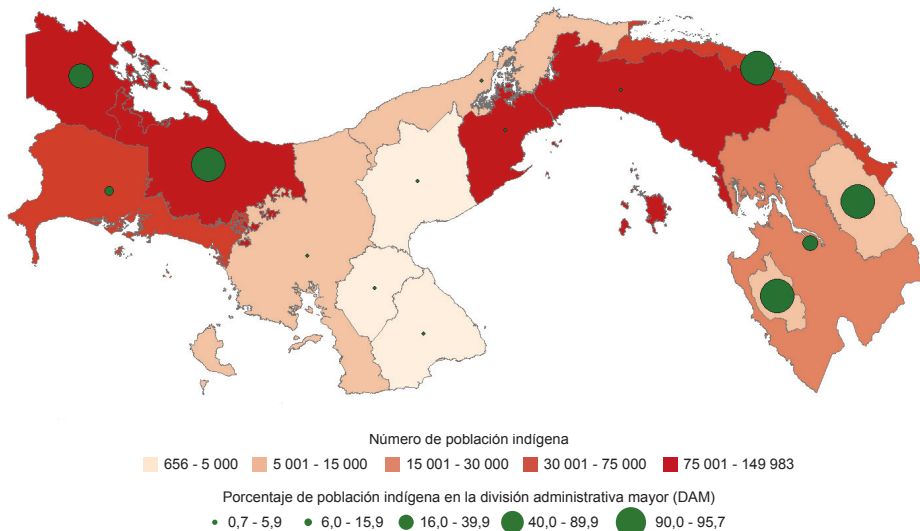 Número de población indígena
656 - 5 000 5 001 - 15 000 15 001 - 30 000 30 001 - 75 000 75 001 - 149 983
Porcentaje de población indígena en la división administrativa mayor (DAM)
0,7 - 5,9 6,0 - 15,9 16,0 - 39,9 40,0 - 89,9 90,0 - 95,7